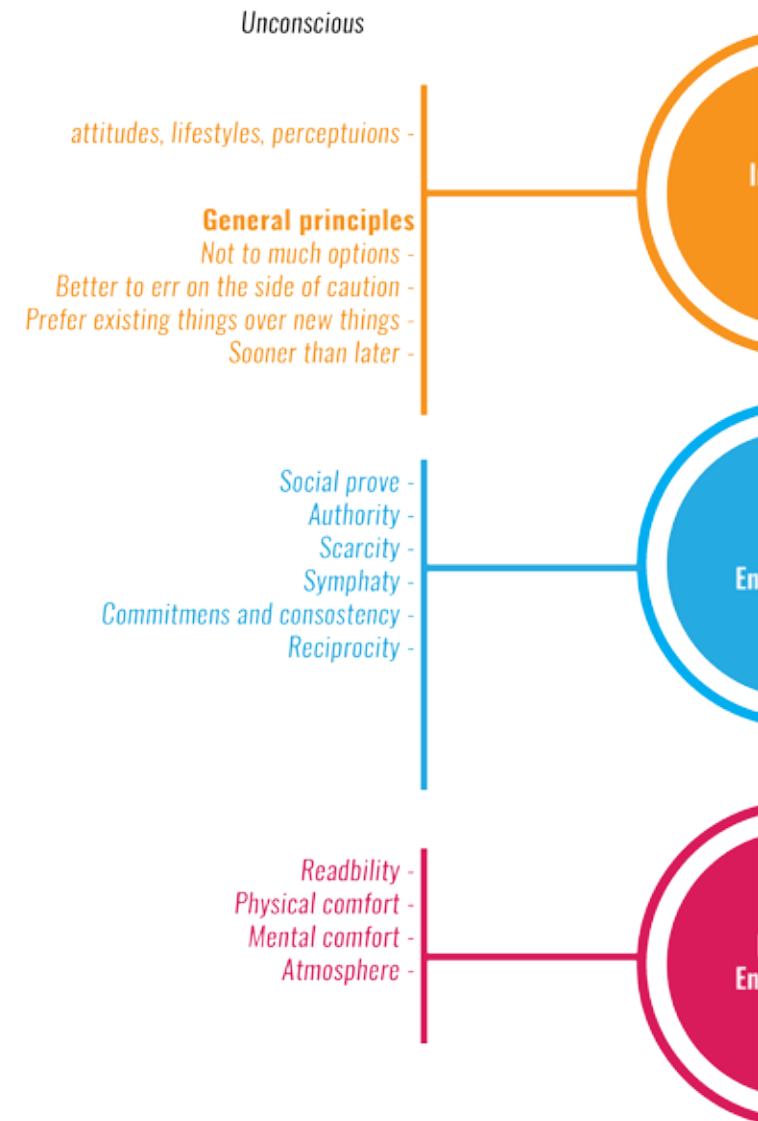 Unconscious
attitudes, lifestyles, perceptuions -
General principles
Not to much options -
Better to err on the side of caution -
Prefer existing things over new things -
Sooner than later -
Social prove -
Authority -
Scarcity -
Symphaty -
Commitmens and consostency -
Reciprocity -
En
Readbility -
Physical comfort -
Mental comfort -
Atmosphere -
En